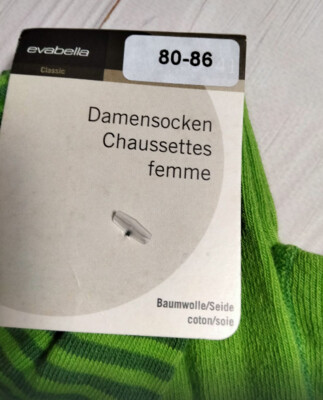 evabella
80-86
Classic
Damensocken
Chaussettes
femme
Baumwolle/Seide
coton/soie